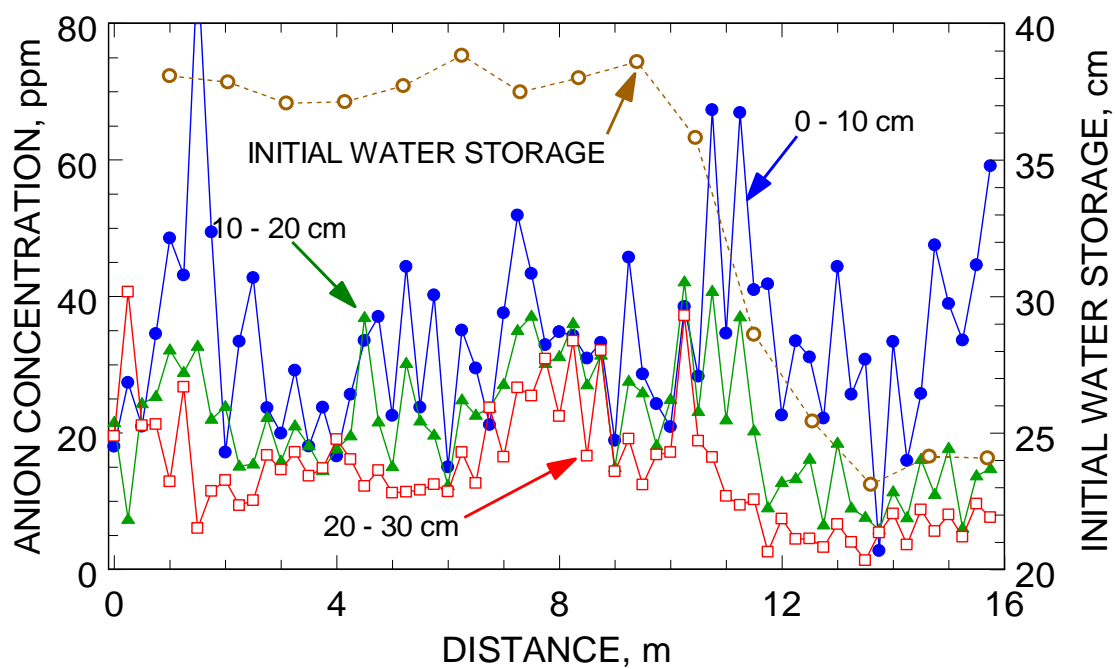 80
60
40
20
0
ANION CONCENTRATION, ppm
40
35
30
25
20
INITIAL WATER STORAGE, cm
0 - 10 cm
INITIAL WATER STORAGE
10 - 20 cm
20 - 30 cm
0 4 8 12 16
DISTANCE, m